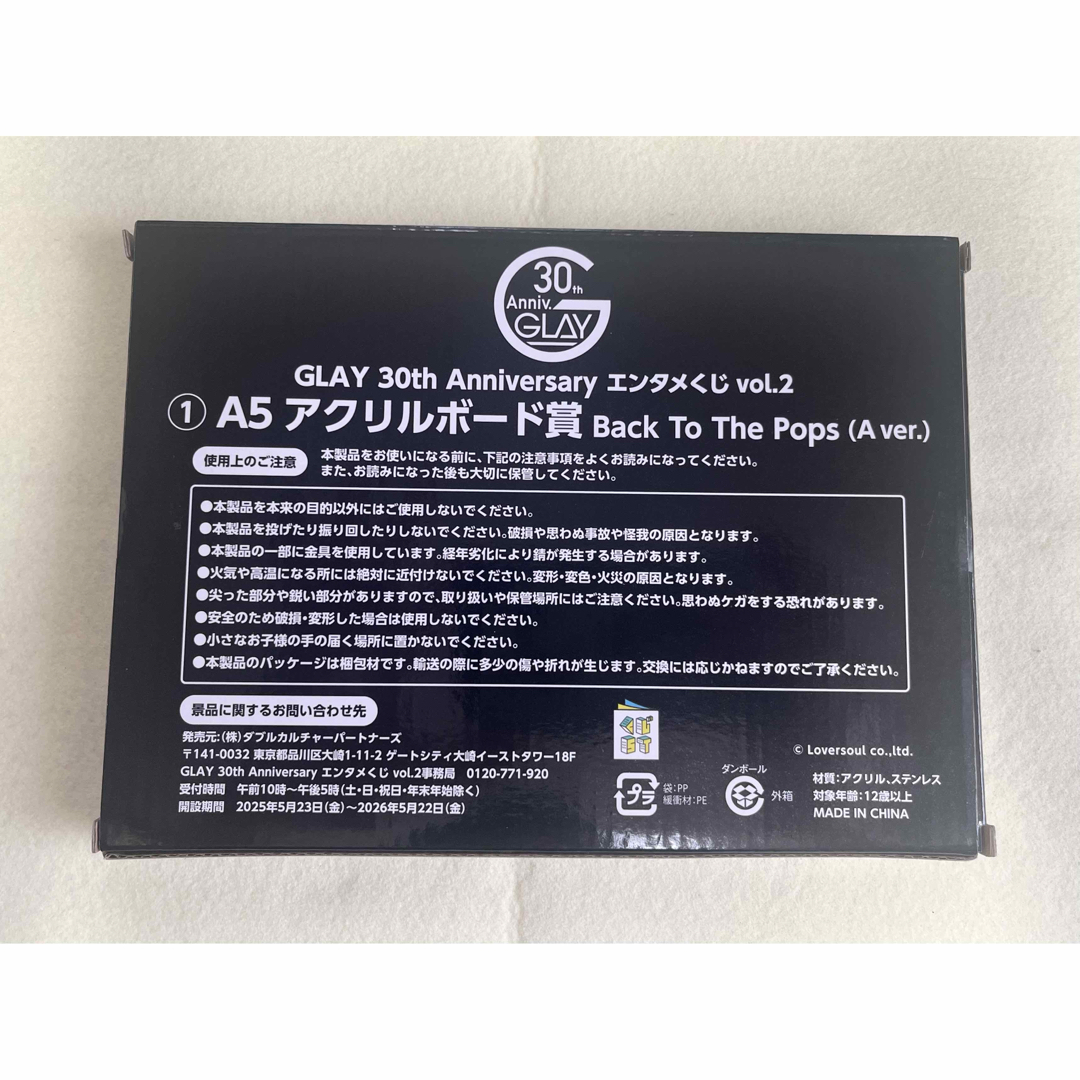 30th
Anniv.
GLAY
GLAY 30th Anniversary エンタメくじ vol.2
① A5 アクリルボード賞 Back To The Pops (A ver.)
使用上のご注意
本製品をお使いになる前に、下記の注意事項をよくお読みになってください。
また、お読みになった後も大切に保管してください。
●本製品を本来の目的以外にはご使用しないでください。
●本製品を投げたり振り回したりしないでください。破損や思わぬ事故や怪我の原因となります。
●本製品の一部に金具を使用しています。経年劣化により錆が発生する場合があります。
●火気や高温になる所には絶対に近付けないでください。変形・変色・火災の原因となります。
●尖った部分や鋭い部分がありますので、取り扱いや保管場所にはご注意ください。思わぬケガをする恐れがあります。
●安全のため破損・変形した場合は使用しないでください。
●小さなお子様の手の届く場所に置かないでください。
●本製品のパッケージは梱包材です。輸送の際に多少の傷や折れが生じます。交換には応じかねますのでご了承ください。
景品に関するお問い合わせ先
発売元:(株)ダブルカルチャーパートナーズ
〒141-0032 東京都品川区大崎1-11-2 ゲートシティ大崎イーストタワー18F
GLAY 30th Anniversary エンタメくじ vol.2事務局 0120-771-920
受付時間 午前10時〜午後5時(土・日・祝日・年末年始除く)
開設期間 2025年5月23日(金)〜2026年5月22日(金)
くじ
ST
プラ
袋:PP
緩衝材:PE
ダンボール
外箱
© Loversoul co.,ltd.
材質:アクリル、ステンレス
対象年齢:12歳以上
MADE IN CHINA